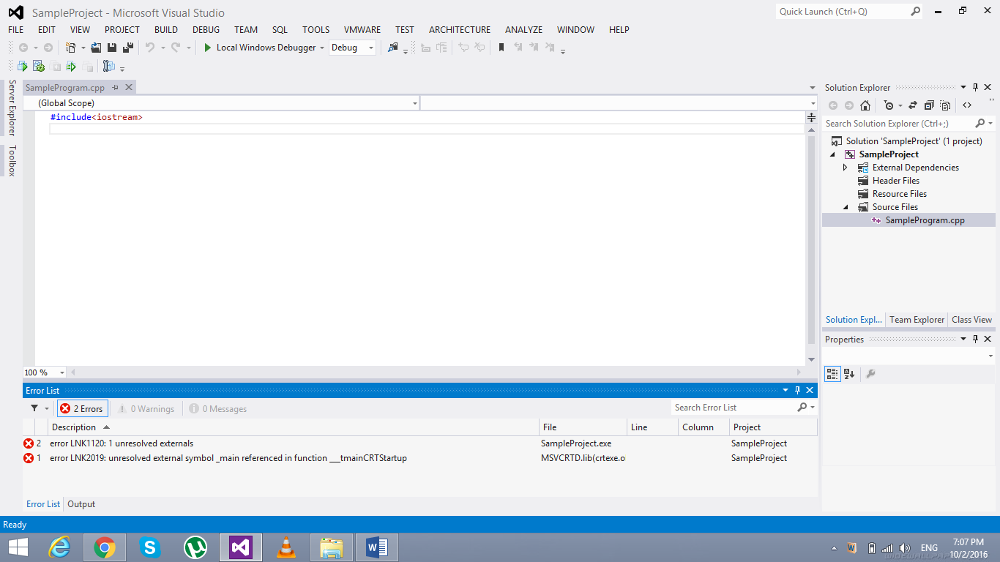 SampleProject - Microsoft Visual Studio
Quick Launch (Ctrl+Q)
FILE EDIT VIEW PROJECT BUILD DEBUG TEAM SQL TOOLS VMWARE TEST ARCHITECTURE ANALYZE WINDOW HELP
Local Windows Debugger Debug
Server Explorer
Toolbox
SampleProgram.cpp
(Global Scope)
#include<iostream>
100 %
Solution Explorer
Search Solution Explorer (Ctrl+;)
Solution 'SampleProject' (1 project)
SampleProject
External Dependencies
Header Files
Resource Files
Source Files
SampleProgram.cpp
Solution Expl... Team Explorer Class View
Properties
Error List
2 Errors 0 Warnings 0 Messages
Search Error List
Description File Line Column Project
2 error LNK1120: 1 unresolved externals SampleProject.exe SampleProject
1 error LNK2019: unresolved external symbol _main referenced in function ___tmainCRTStartup MSVCRTD.lib(crtexe.o SampleProject
Error List Output
Ready
ENG
7:07 PM
10/2/2016